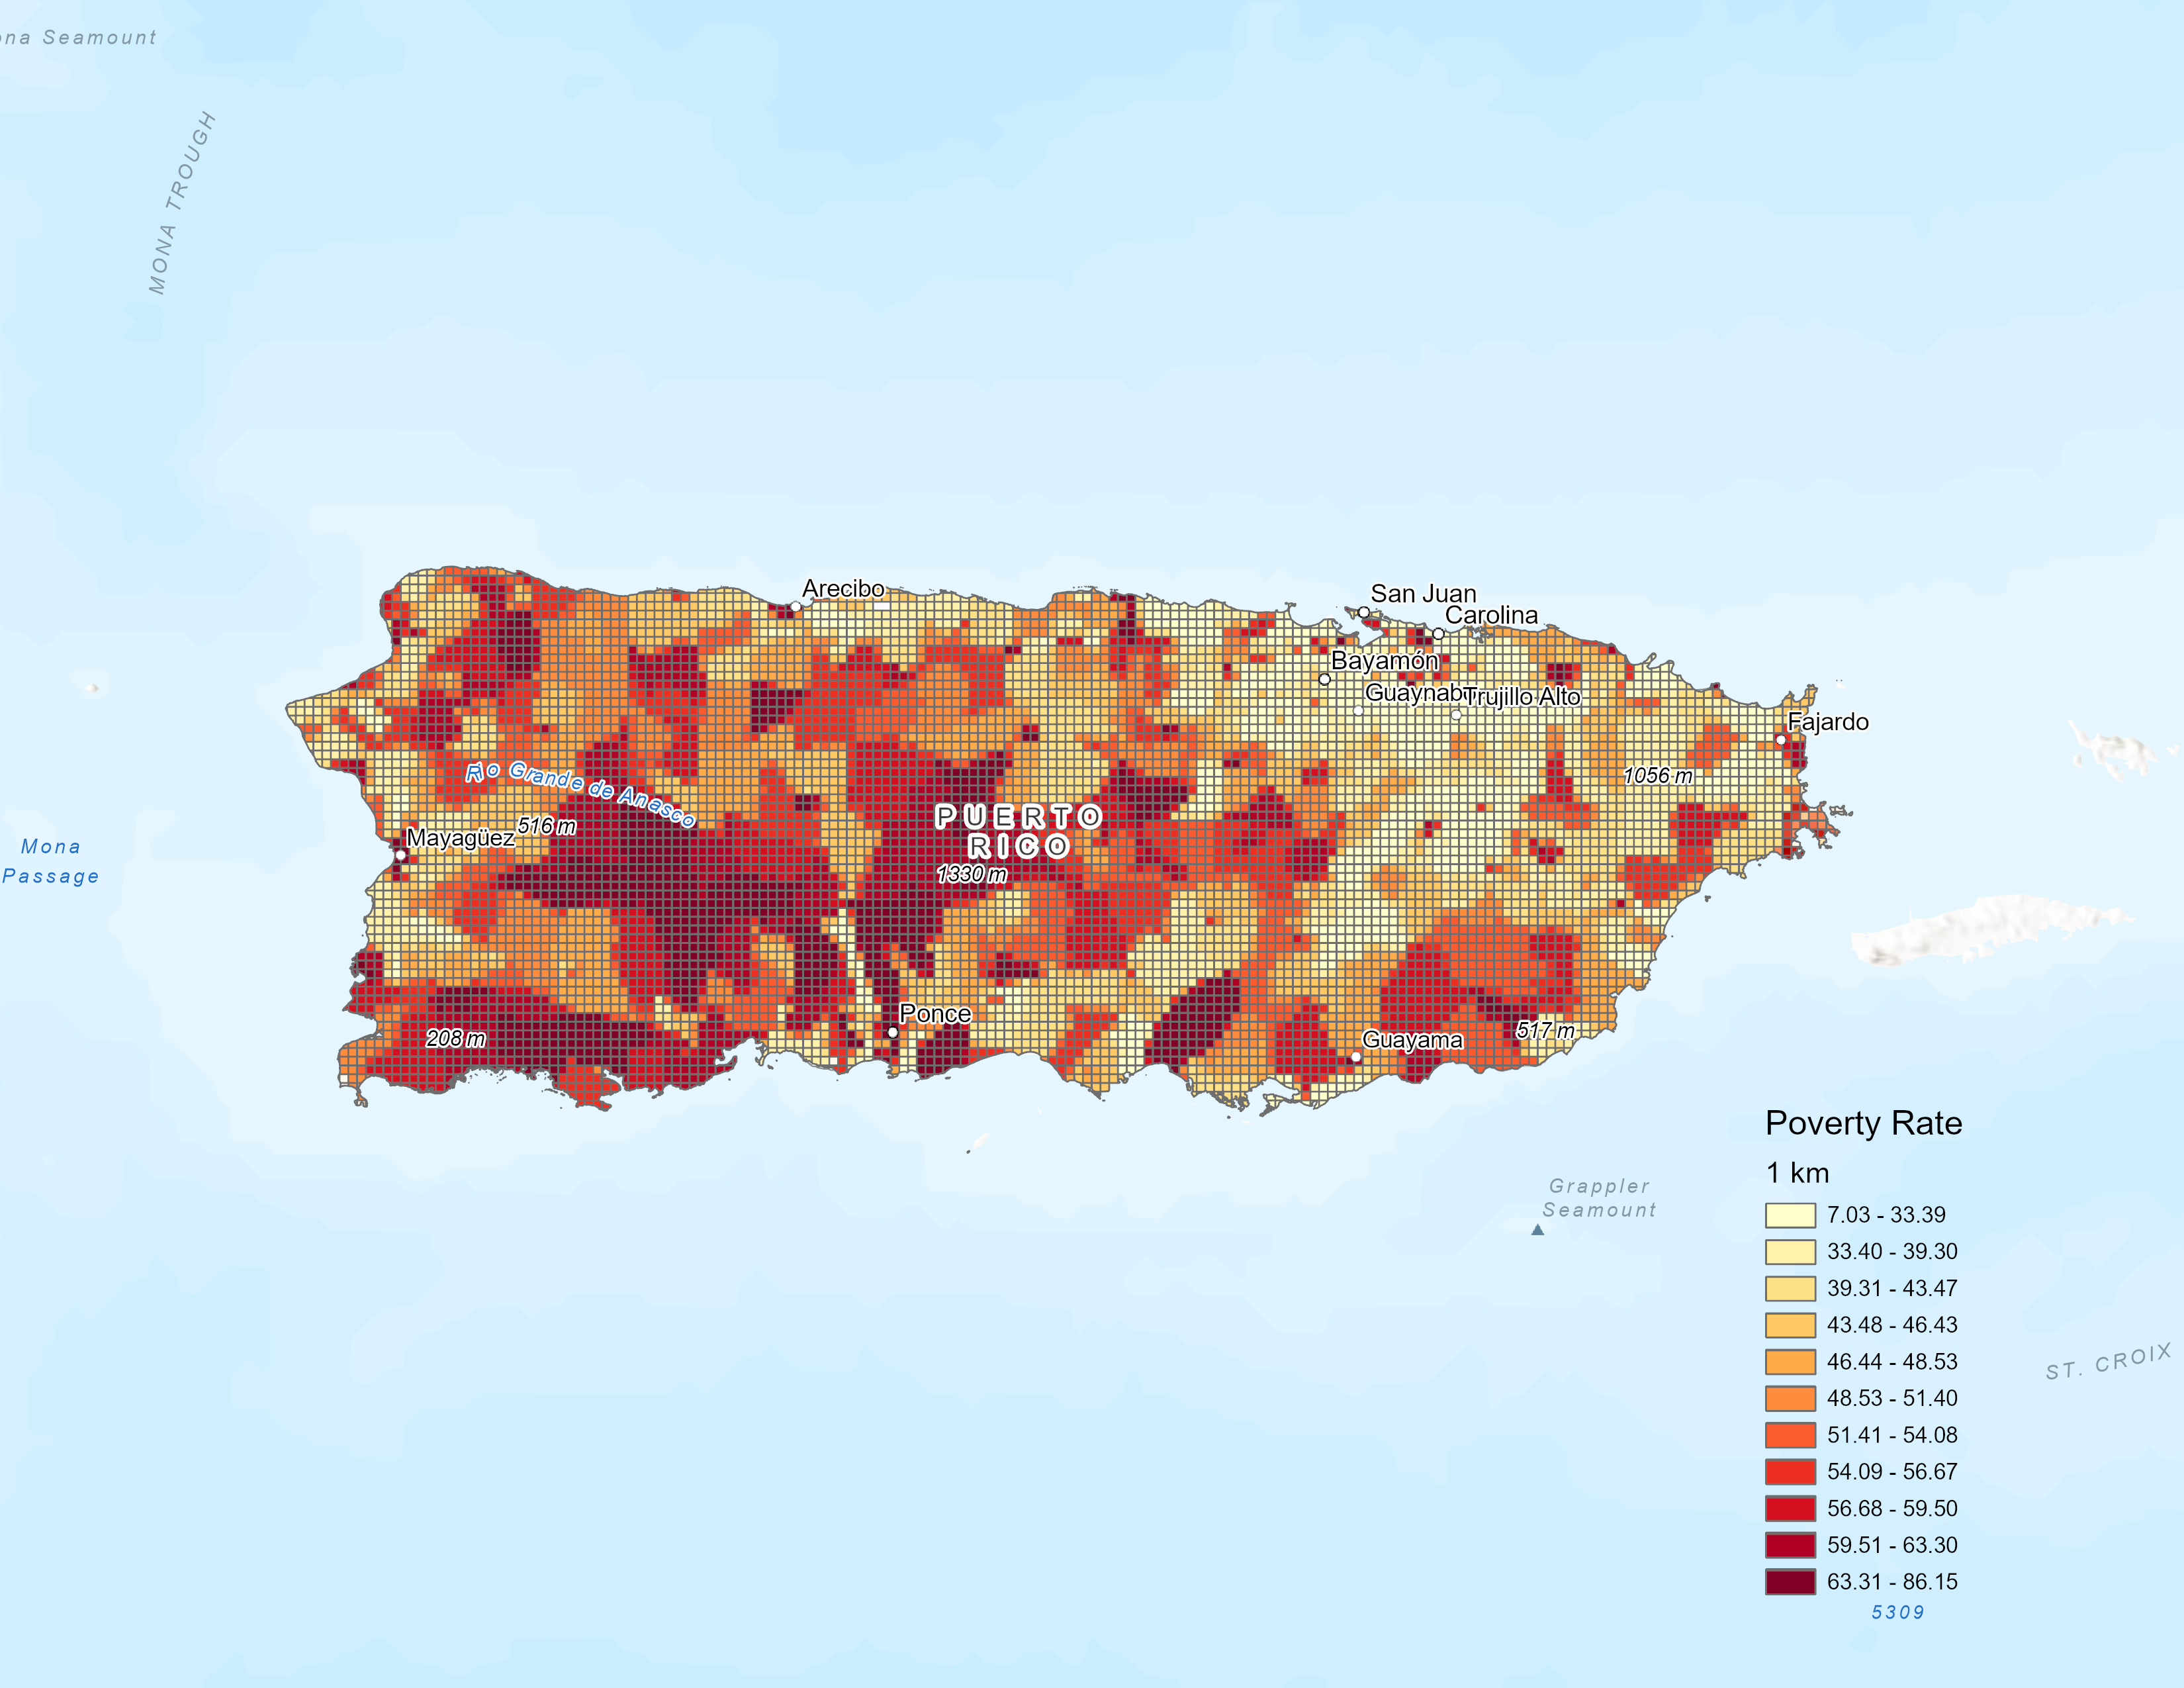 ona Seamount
MONA TROUGH
Arecibo
San Juan
Carolina
Bayamón
Guaynab
Trujillo Alto
Fajardo
Rio Grande de Anasco
1056 m
PUERTO
RICO
516 m
Mayagüez
Mona
Passage
1330 m
Ponce
208 m
Guayama
517 m
Poverty Rate
1 km
7.03 - 33.39
33.40 - 39.30
39.31 - 43.47
43.48 - 46.43
46.44 - 48.53
48.53 - 51.40
51.41 - 54.08
54.09 - 56.67
56.68 - 59.50
59.51 - 63.30
63.31 - 86.15
Grappler
Seamount
ST. CROIX
5309